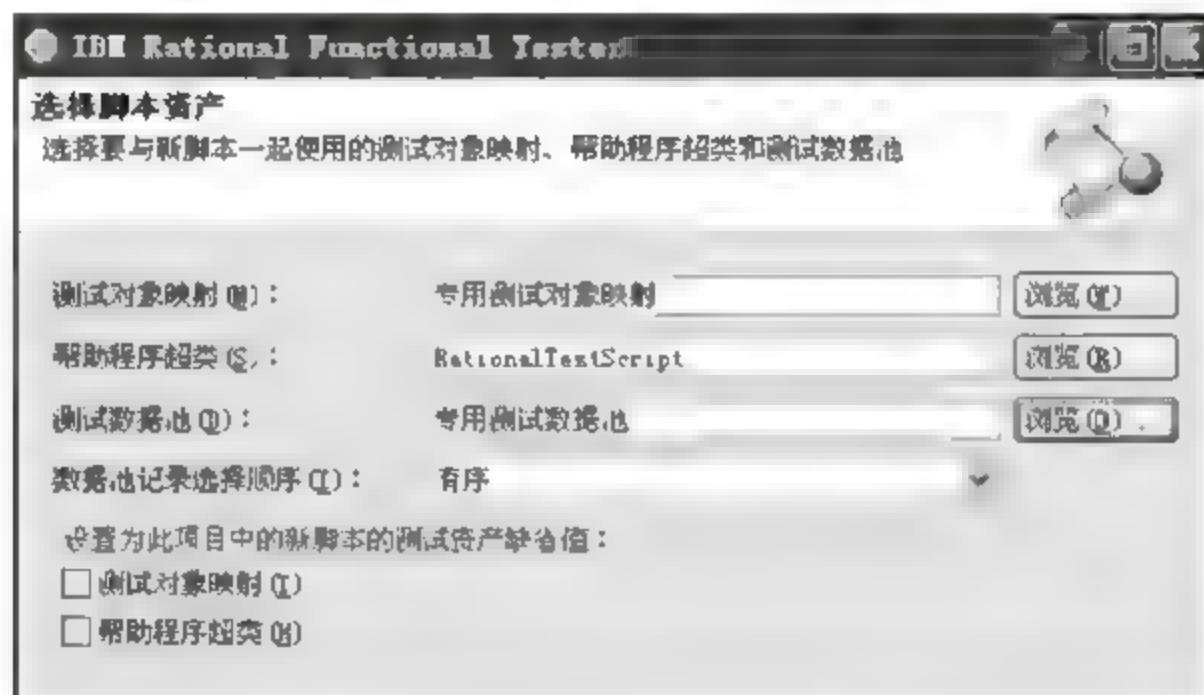 IBM Rational Functional Tester
选择脚本资产
选择要与新脚本一起使用的测试对象映射、帮助程序超类和测试数据池
测试对象映射(M)： 专用测试对象映射 浏览
帮助程序超类(S)： RationalTestScript 浏览(R)
测试数据池(D)： 专用测试数据池 浏览
数据池记录选择顺序(T)： 有序
设置为此项目中的新脚本的测试资产缺省值：
测试对象映射
帮助程序超类